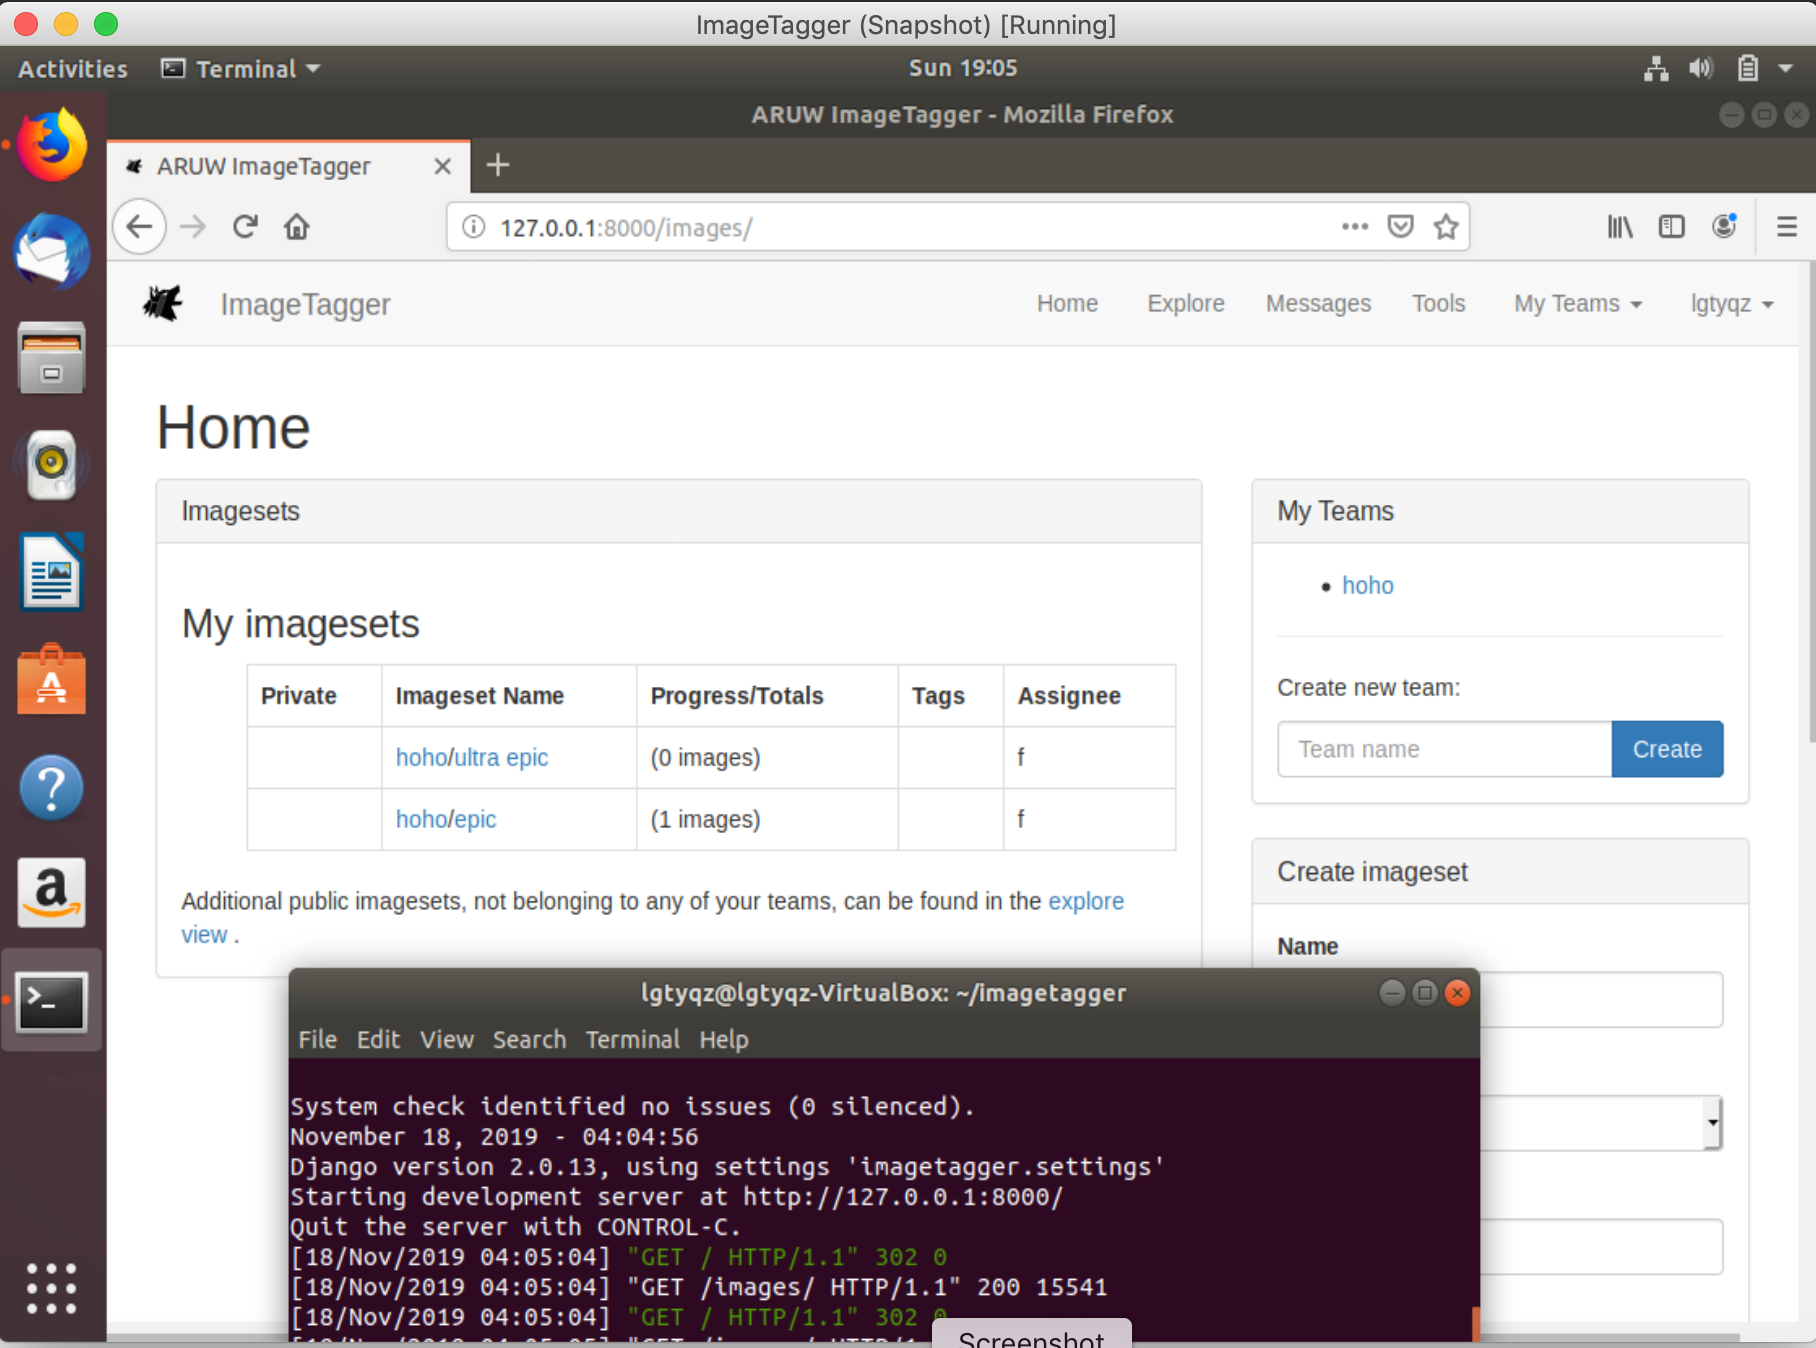 ImageTagger (Snapshot) [Running]
Activities Terminal Sun 19:05
ARUW ImageTagger - Mozilla Firefox
ARUW ImageTagger
127.0.0.1:8000/images/
ImageTagger Home Explore Messages Tools My Teams lgtyqz
Home
Imagesets
My imagesets
Private Imageset Name Progress/Totals Tags Assignee
hoho/ultra epic (0 images) f
hoho/epic (1 images) f
Additional public imagesets, not belonging to any of your teams, can be found in the explore
view .
My Teams
• hoho
Create new team:
Team name Create
Create imageset
Name
lgtyqz@lgtyqz-VirtualBox: ~/imagetagger
File Edit View Search Terminal Help
System check identified no issues (0 silenced).
November 18, 2019 - 04:04:56
Django version 2.0.13, using settings 'imagetagger.settings'
Starting development server at http://127.0.0.1:8000/
Quit the server with CONTROL-C.
[18/Nov/2019 04:05:04] "GET / HTTP/1.1" 302 0
[18/Nov/2019 04:05:04] "GET /images/ HTTP/1.1" 200 15541
[18/Nov/2019 04:05:04] "GET / HTTP/1.1" 302 0
Screenshot